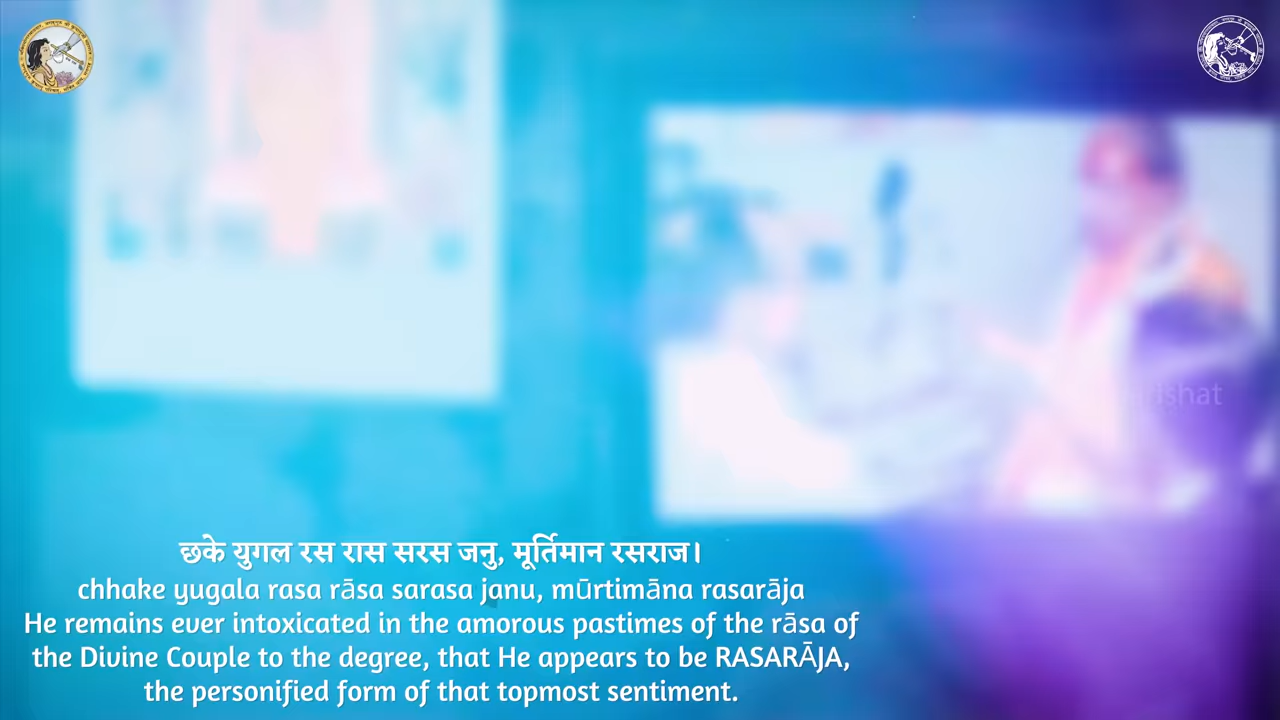 छके युगल रस रास सरस जनु, मूर्तिमान रसराज।
chhake yugala rasa rāsa sarasa janu, mūrtimāna rasarāja
He remains ever intoxicated in the amorous pastimes of the rāsa of
the Divine Couple to the degree, that He appears to be RASARĀJA,
the personified form of that topmost sentiment.